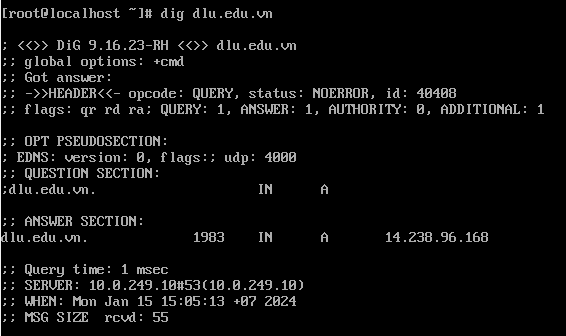 [root@localhost ~]# dig dlu.edu.vn
; <<>> DiG 9.16.23-RH <<>> dlu.edu.vn
;; global options: +cmd
;; Got answer:
;; ->>HEADER<<- opcode: QUERY, status: NOERROR, id: 40408
;; flags: qr rd ra; QUERY: 1, ANSWER: 1, AUTHORITY: 0, ADDITIONAL: 1
;; OPT PSEUDOSECTION:
; EDNS: version: 0, flags:; udp: 4000
;; QUESTION SECTION:
;dlu.edu.vn. IN A
;; ANSWER SECTION:
dlu.edu.vn. 1983 IN A 14.238.96.168
;; Query time: 1 msec
;; SERVER: 10.0.249.10#53(10.0.249.10)
;; WHEN: Mon Jan 15 15:05:13 +07 2024
;; MSG SIZE rcvd: 55